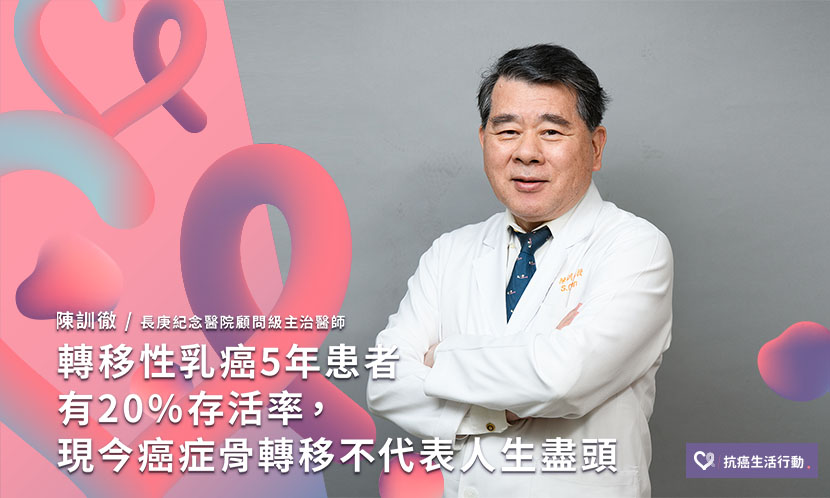 陳訓徹 / 長庚紀念醫院顧問級主治醫師
轉移性乳癌5年患者
有20%存活率，
現今癌症骨轉移不代表人生盡頭
抗癌生活行動.